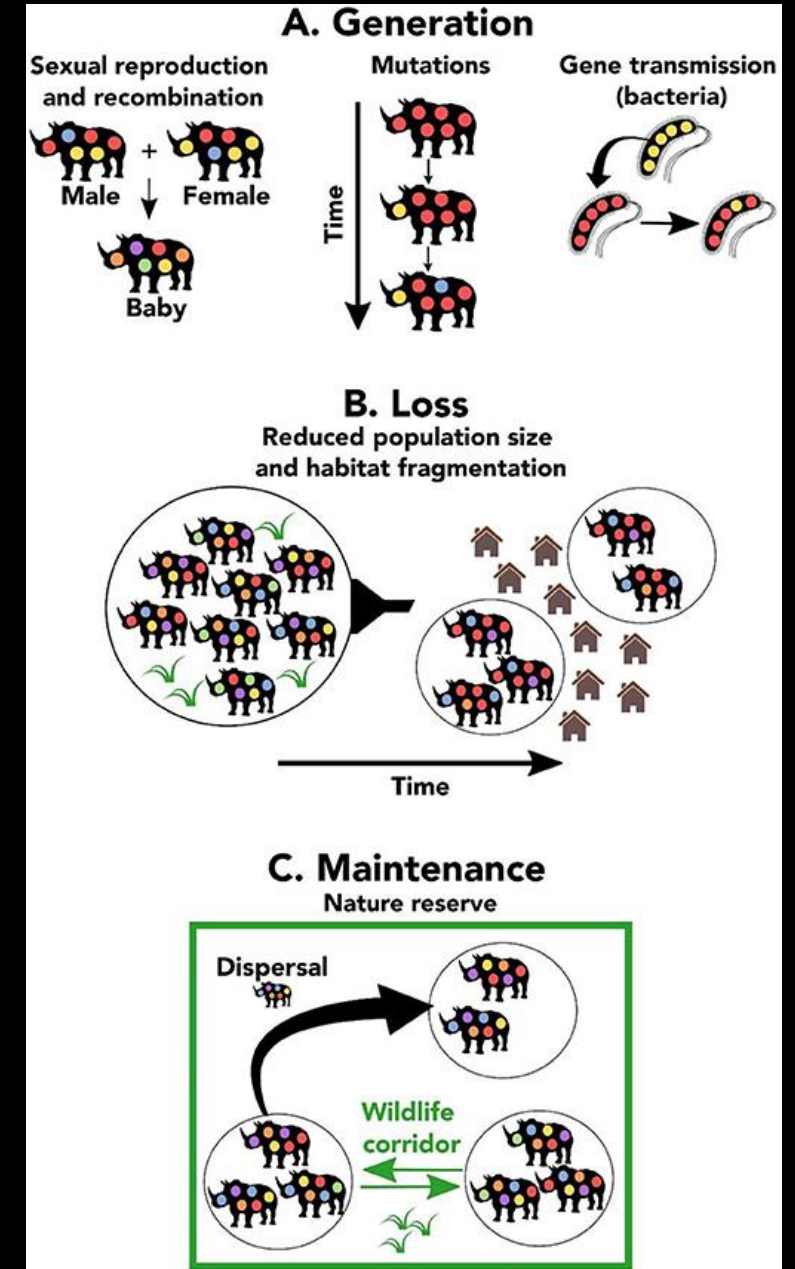 A. Generation
Sexual reproduction
and recombination
Male
+
Female
Baby
Mutations
Time
Gene transmission
(bacteria)
B. Loss
Reduced population size
and habitat fragmentation
Time
C. Maintenance
Nature reserve
Dispersal
Wildlife
corridor